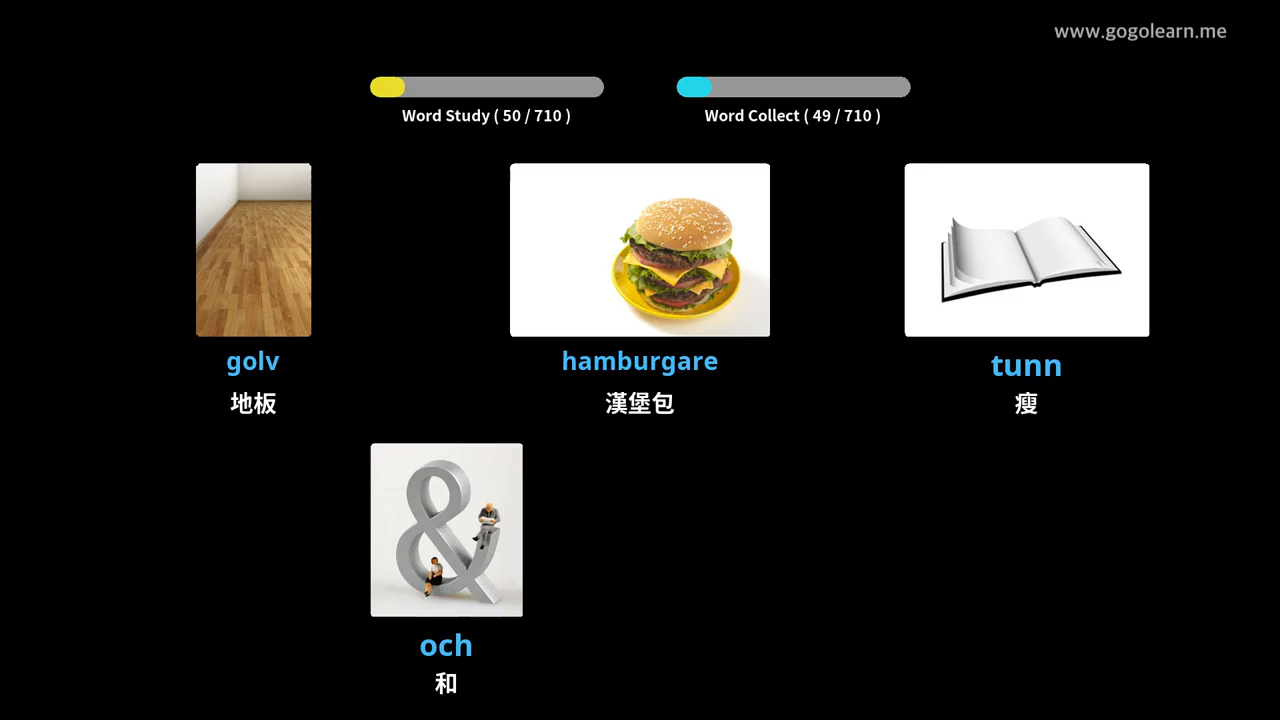 www.gogolearn.me
Word Study ( 50 / 710 )
Word Collect ( 49 / 710 )
golv
地板
hamburgare
漢堡包
tunn
瘦
och
和